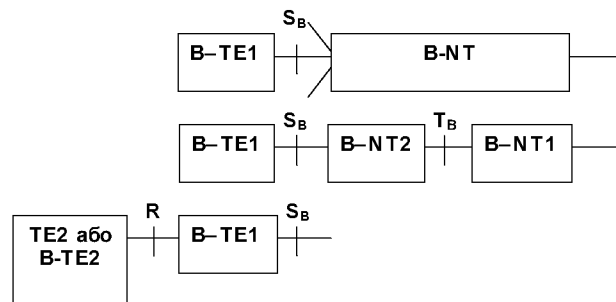 S_B
B–TE1
B-NT
S_B
T_B
B–TE1
B–NT2
B–NT1
R
S_B
TE2 або
B-TE2
B–TE1